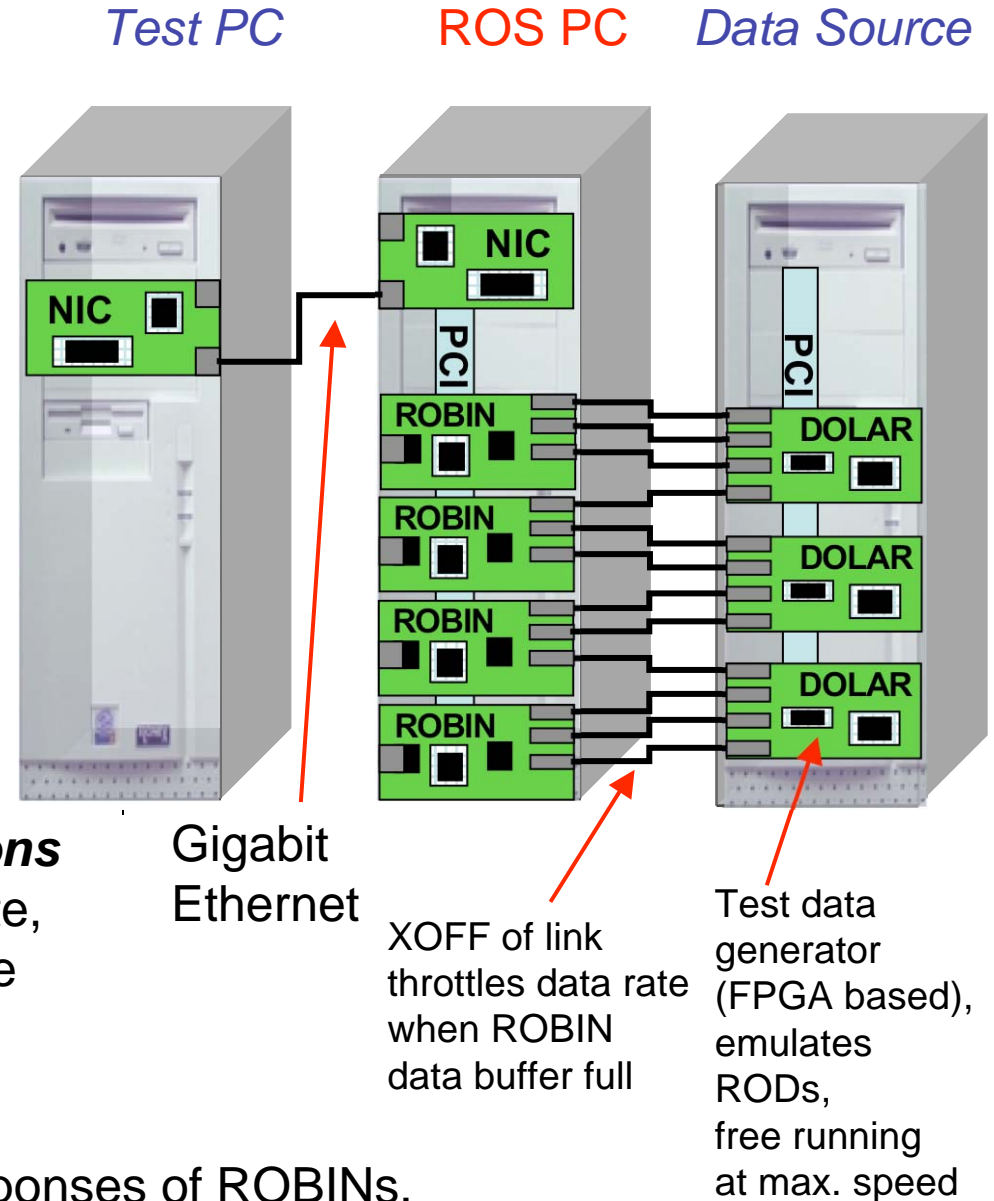 Test PC
ROS PC
Data Source
NIC
NIC
PCI
PCI
ROBIN
DOLAR
ROBIN
DOLAR
ROBIN
DOLAR
ROBIN
Gigabit
Ethernet
XOFF of link
throttles data rate
when ROBIN
data buffer full
Test data
generator
(FPGA based),
emulates
RODs,
free running
at max. speed
of ROBINs.